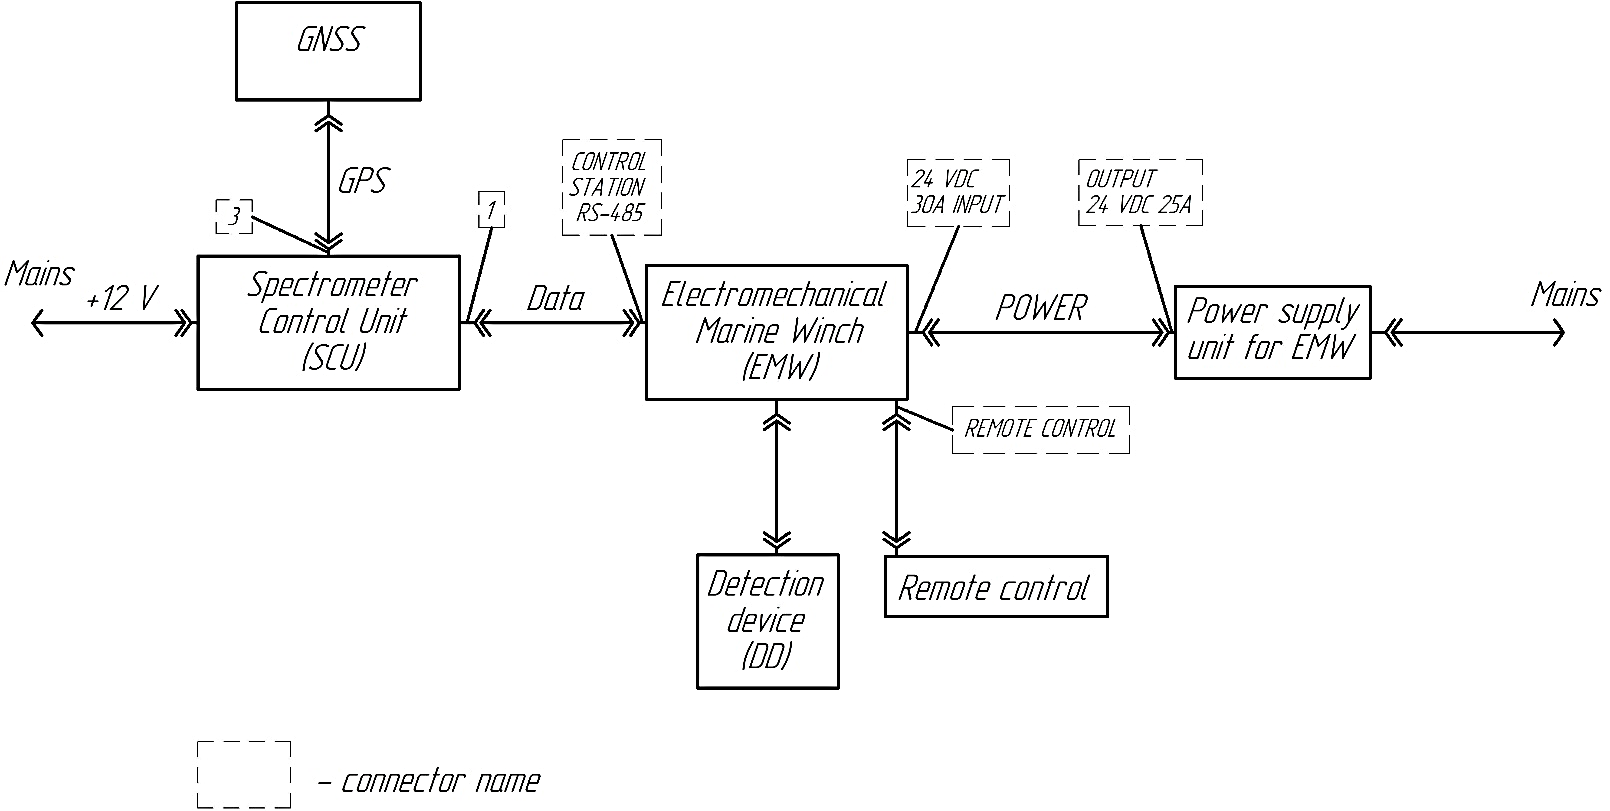 GNSS
GPS
3
1
CONTROL
STATION
RS-485
24 VDC
30A INPUT
OUTPUT
24 VDC 25A
Mains
+12 V
Spectrometer
Control Unit
(SCU)
Data
Electromechanical
Marine Winch
(EMW)
POWER
Power supply
unit for EMW
Mains
REMOTE CONTROL
Detection
device
(DD)
Remote control
- connector name